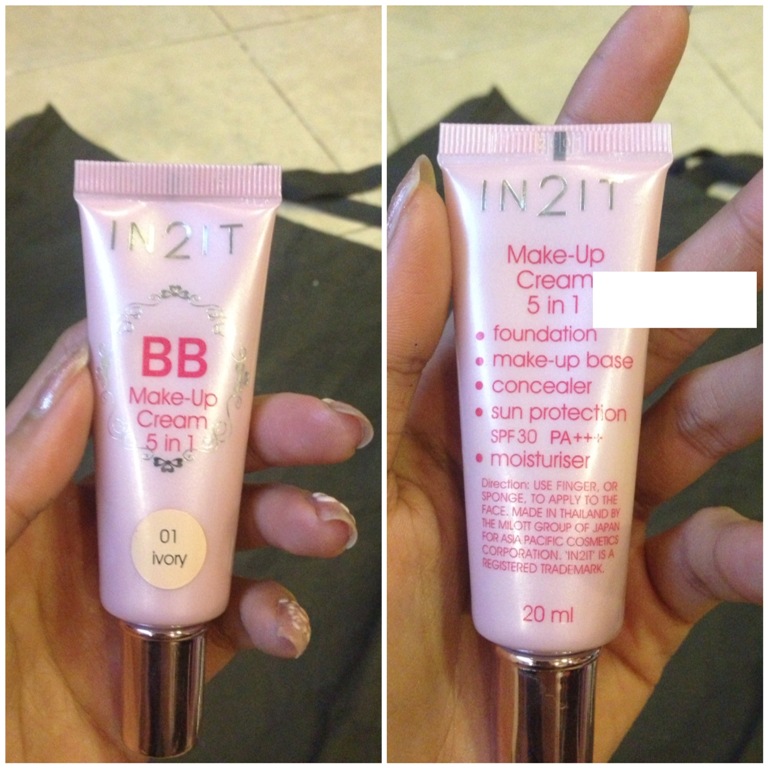 IN2IT
BB
Make-Up
Cream
5 in 1
01
ivory
IN2IT
Make-Up
Cream
5 in 1
• foundation
• make-up base
• concealer
• sun protection
SPF30 PA+++
• moisturiser
Direction: USE FINGER, OR
SPONGE, TO APPLY TO THE
FACE. MADE IN THAILAND BY
THE MILOTT GROUP OF JAPAN
FOR ASIA PACIFIC COSMETICS
CORPORATION. 'IN2IT' IS A
REGISTERED TRADEMARK.
20 ml